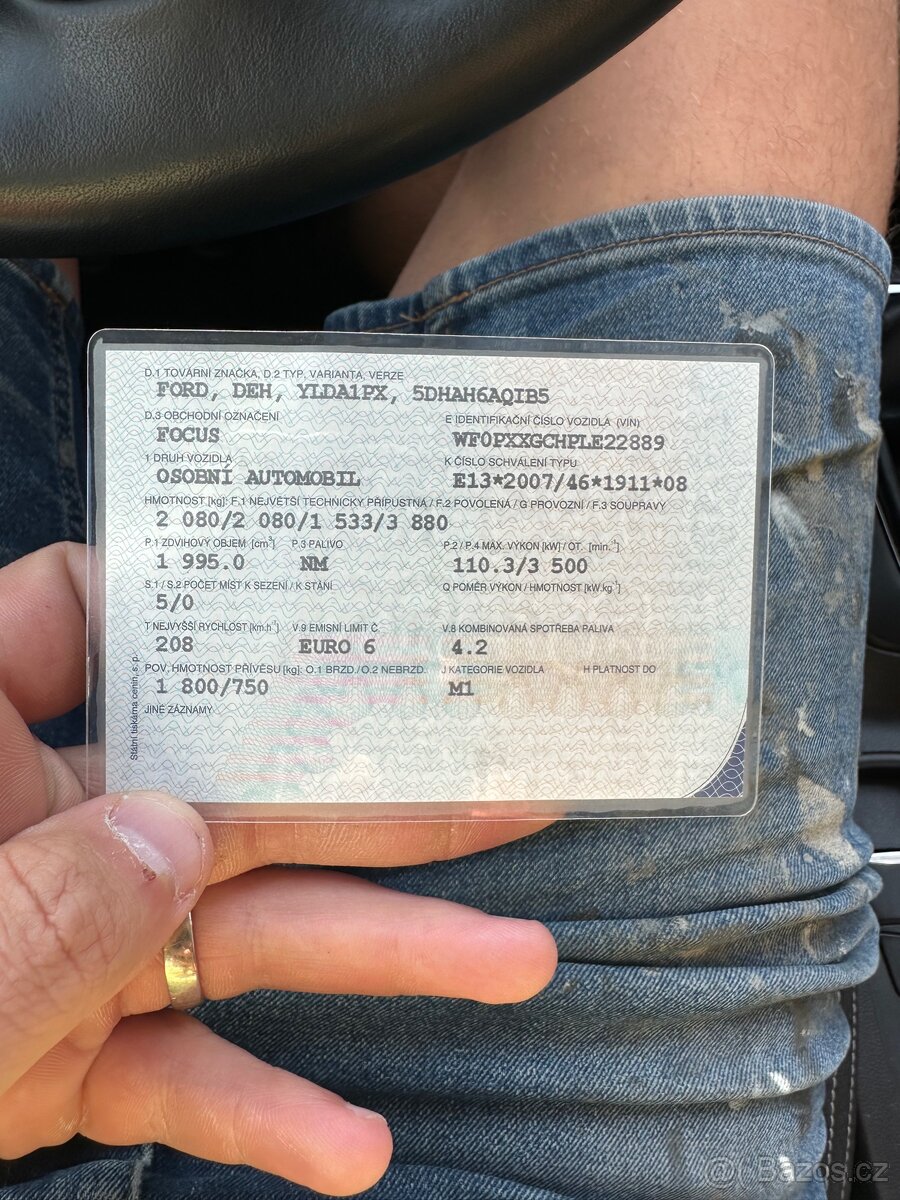 D.1 TOVÁRNÍ ZNAČKA, D.2 TYP, VARIANTA, VERZE
FORD, DEH, YLDA1PX, 5DHAH6AQIB5
D.3 OBCHODNÍ OZNAČENÍ E IDENTIFIKAČNÍ ČÍSLO VOZIDLA (VIN)
FOCUS WF0PXXGCHPLE22889
1 DRUH VOZIDLA K ČÍSLO SCHVÁLENÍ TYPU
OSOBNÍ AUTOMOBIL E13*2007/46*1911*08
HMOTNOST [kg]: F.1 NEJVĚTŠÍ TECHNICKY PŘÍPUSTNÁ / F.2 POVOLENÁ / G PROVOZNÍ / F.3 SOUPRAVY
2 080/2 080/1 533/3 880
P.1 ZDVIHOVÝ OBJEM [cm³] P.3 PALIVO P.2 / P.4 MAX. VÝKON [kW] / OT. [min.⁻¹]
1 995.0 NM 110.3/3 500
S.1 / S.2 POČET MÍST K SEZENÍ / K STÁNÍ Q POMĚR VÝKON / HMOTNOST [kW.kg⁻¹]
5/0
T NEJVYŠŠÍ RYCHLOST [km.h⁻¹] V.9 EMISNÍ LIMIT Č. V.8 KOMBINOVANÁ SPOTŘEBA PALIVA
208 EURO 6 4.2
POV. HMOTNOST PŘÍVĚSU [kg]: O.1 BRZD. / O.2 NEBRZD. J KATEGORIE VOZIDLA H PLATNOST DO
1 800/750 M1
JINÉ ZÁZNAMY
Státní tiskárna cenin, s. p.
@ Bazoš.cz